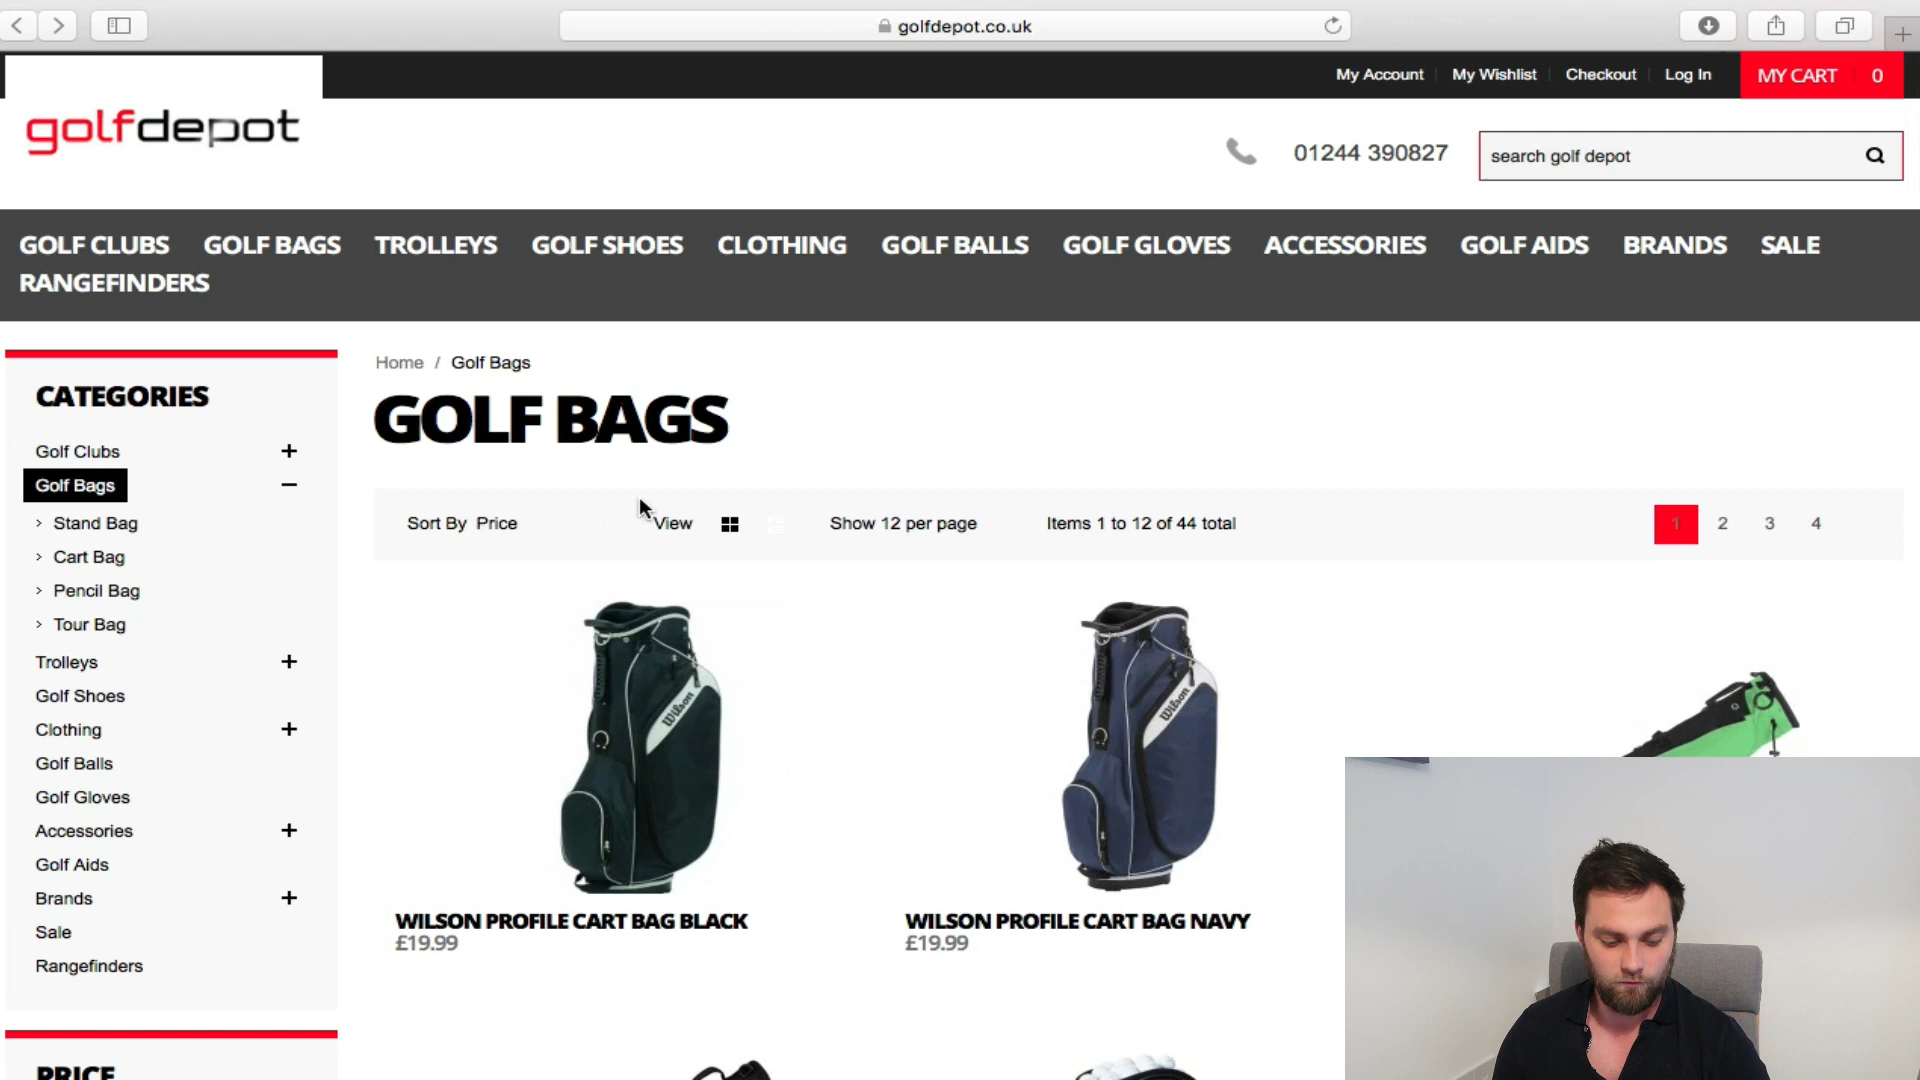 golfdepot.co.uk
My Account My Wishlist Checkout Log In MY CART 0
golfdepot
01244 390827 search golf depot
GOLF CLUBS GOLF BAGS TROLLEYS GOLF SHOES CLOTHING GOLF BALLS GOLF GLOVES ACCESSORIES GOLF AIDS BRANDS SALE
RANGEFINDERS
Home / Golf Bags
GOLF BAGS
CATEGORIES
Golf Clubs +
Golf Bags –
> Stand Bag
> Cart Bag
> Pencil Bag
> Tour Bag
Trolleys +
Golf Shoes
Clothing +
Golf Balls
Golf Gloves
Accessories +
Golf Aids
Brands +
Sale
Rangefinders
PRICE
Sort By Price View Show 12 per page Items 1 to 12 of 44 total 1 2 3 4
Wilson
Wilson
WILSON PROFILE CART BAG BLACK
£19.99
WILSON PROFILE CART BAG NAVY
£19.99